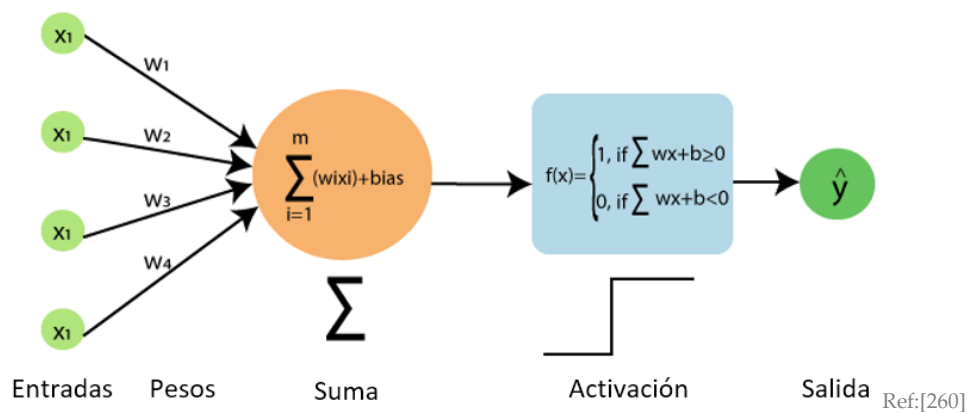 x1
x1
x1
x1
w1
w2
w3
w4
m
∑(wixi)+bias
i=1
f(x)={1, if ∑ wx+b≥0
0, if ∑ wx+b<0
ŷ
∑
Entradas
Pesos
Suma
Activación
Salida
Ref:[260]